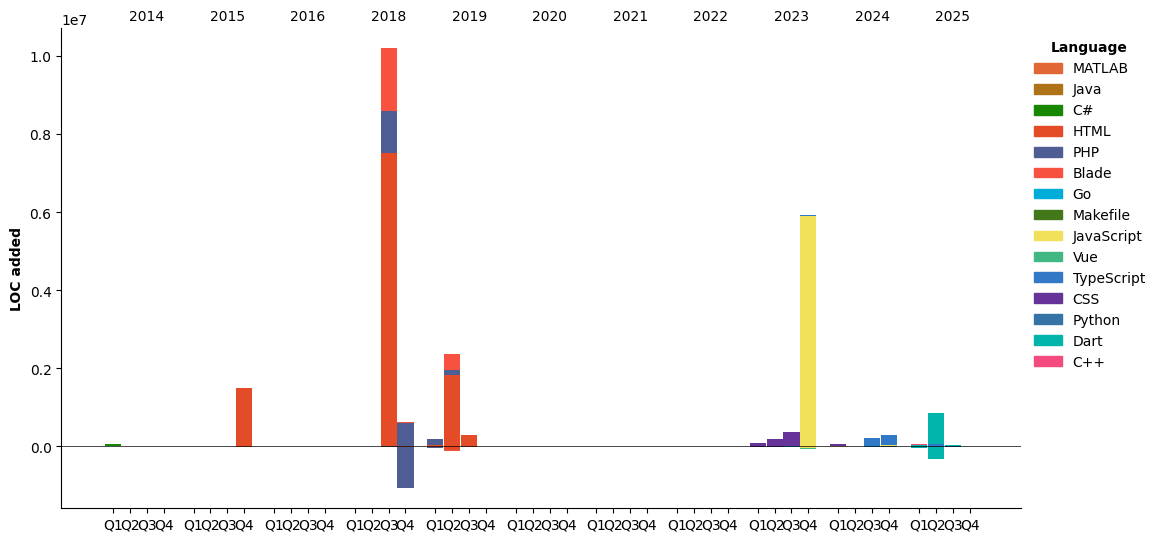 1e7
2014 2015 2016 2018 2019 2020 2021 2022 2023 2024 2025
1.0
0.8
0.6
0.4
0.2
0.0
LOC added
Q1Q2Q3Q4 Q1Q2Q3Q4 Q1Q2Q3Q4 Q1Q2Q3Q4 Q1Q2Q3Q4 Q1Q2Q3Q4 Q1Q2Q3Q4 Q1Q2Q3Q4 Q1Q2Q3Q4 Q1Q2Q3Q4 Q1Q2Q3Q4
Language
MATLAB
Java
C#
HTML
PHP
Blade
Go
Makefile
JavaScript
Vue
TypeScript
CSS
Python
Dart
C++